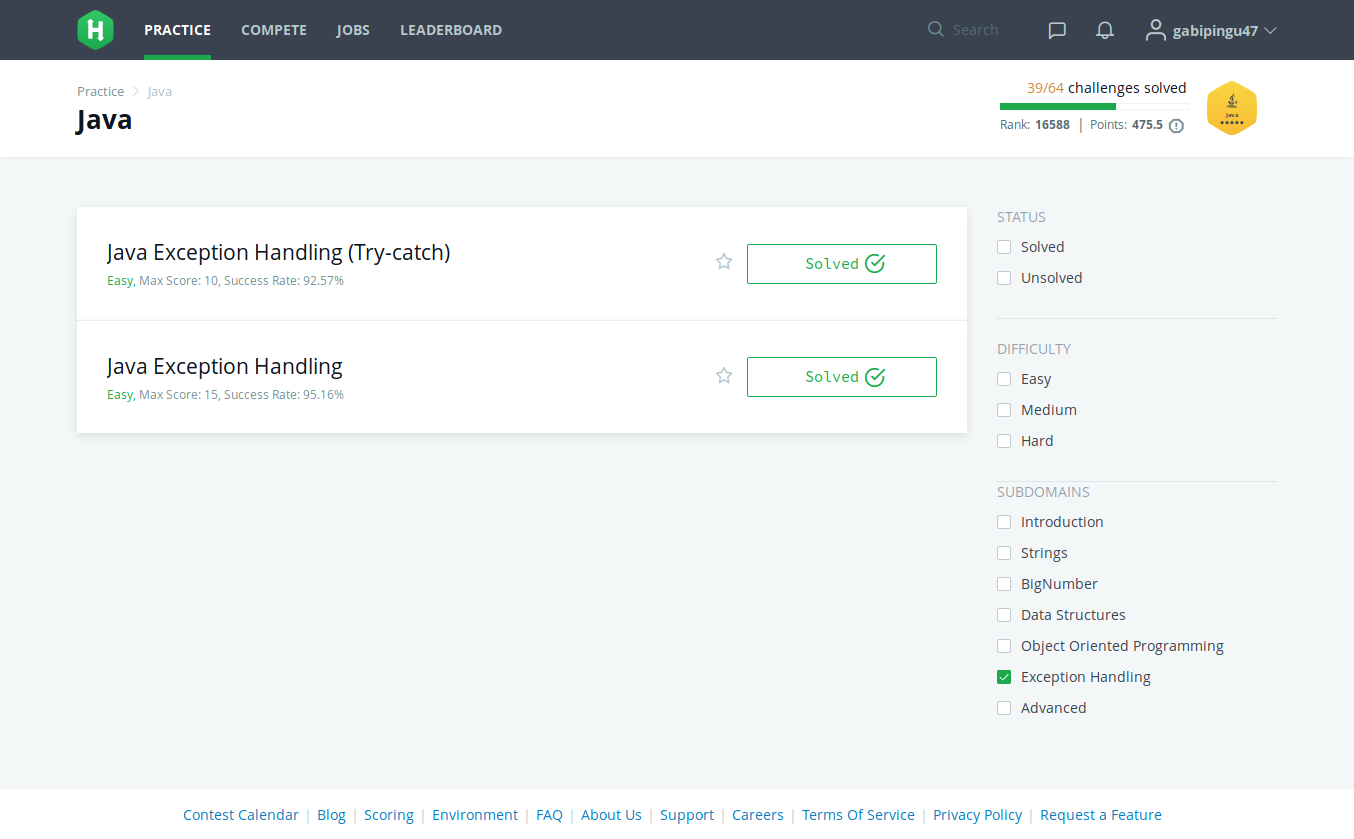 PRACTICE COMPETE JOBS LEADERBOARD Search gabipingu47
Practice Java
Java
39/64 challenges solved
Rank: 16588 | Points: 475.5
Java
Java Exception Handling (Try-catch)
Easy, Max Score: 10, Success Rate: 92.57%
Solved
Java Exception Handling
Easy, Max Score: 15, Success Rate: 95.16%
Solved
STATUS
Solved
Unsolved
DIFFICULTY
Easy
Medium
Hard
SUBDOMAINS
Introduction
Strings
BigNumber
Data Structures
Object Oriented Programming
Exception Handling
Advanced
Contest Calendar | Blog | Scoring | Environment | FAQ | About Us | Support | Careers | Terms Of Service | Privacy Policy | Request a Feature